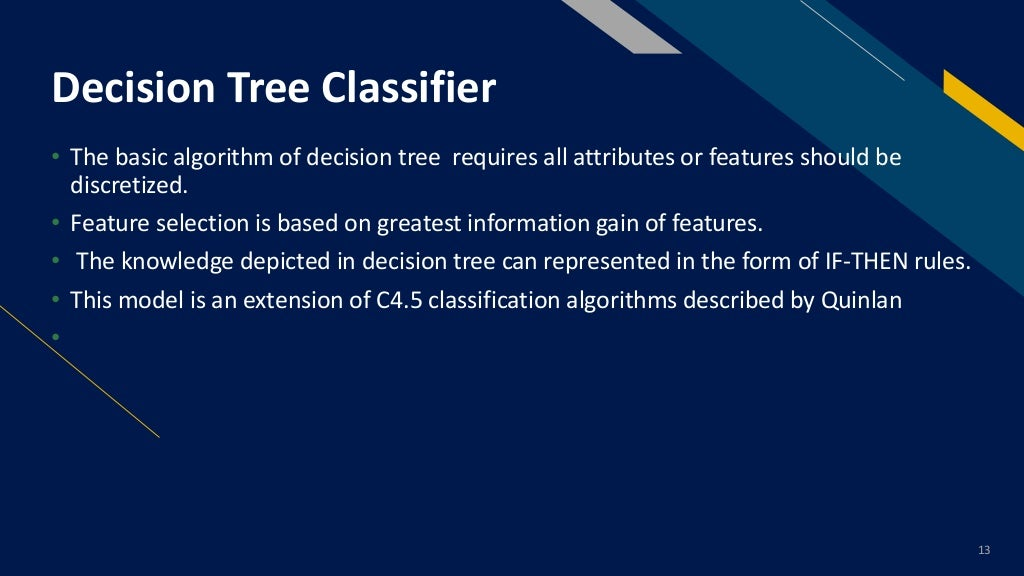 Decision Tree Classifier
• The basic algorithm of decision tree  requires all attributes or features should be
discretized.
• Feature selection is based on greatest information gain of features.
•  The knowledge depicted in decision tree can represented in the form of IF-THEN rules.
• This model is an extension of C4.5 classification algorithms described by Quinlan
•
13